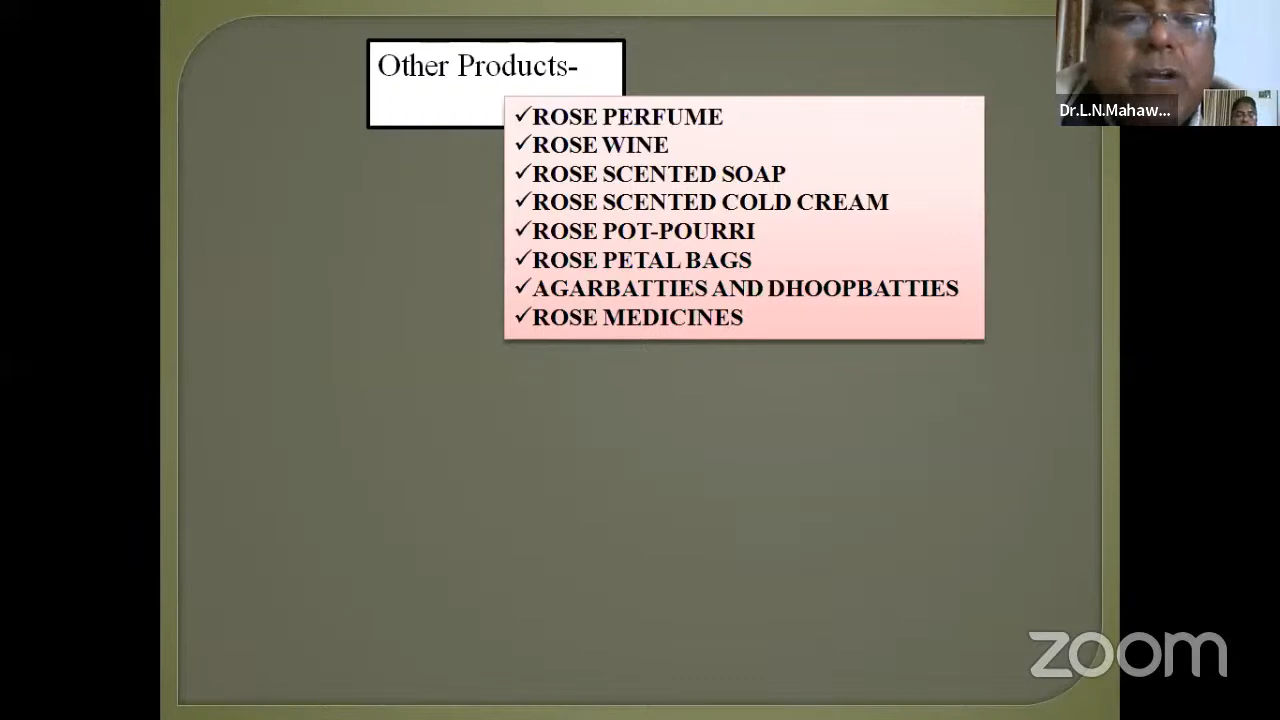 Other Products-
✓ROSE PERFUME
✓ROSE WINE
✓ROSE SCENTED SOAP
✓ROSE SCENTED COLD CREAM
✓ROSE POT-POURRI
✓ROSE PETAL BAGS
✓AGARBATTIES AND DHOOPBATTIES
✓ROSE MEDICINES
Dr.L.N.Mahaw...
zoom